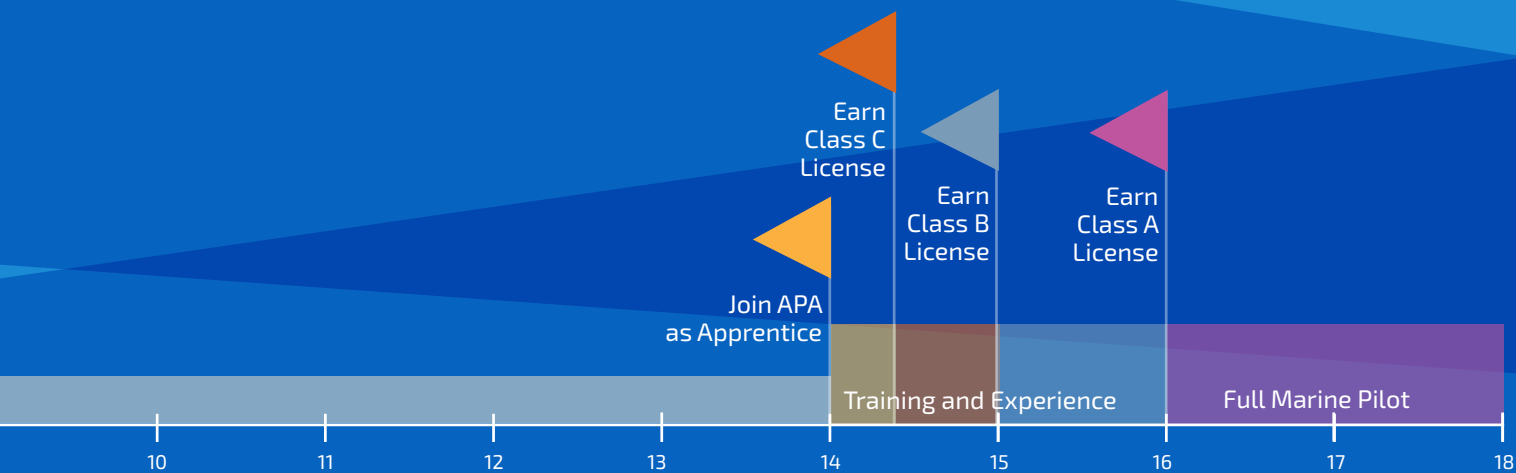 Earn
Class C
License
Earn
Class B
License
Earn
Class A
License
Join APA
as Apprentice
Training and Experience
Full Marine Pilot
10 11 12 13 14 15 16 17 18